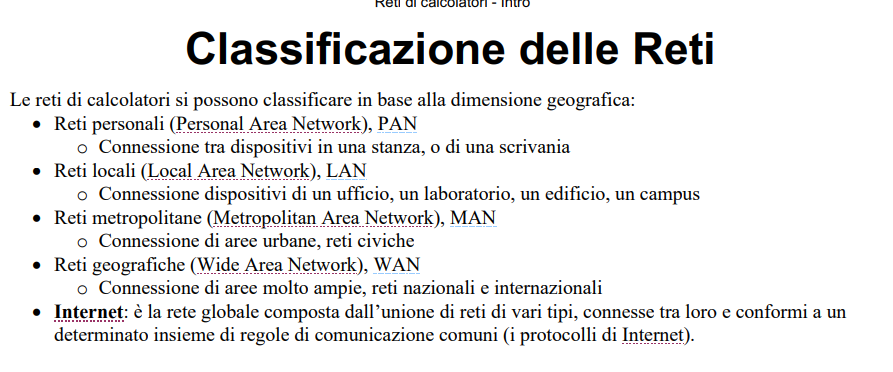 Reti di calcolatori - Intro
Classificazione delle Reti
Le reti di calcolatori si possono classificare in base alla dimensione geografica:
• Reti personali (Personal Area Network), PAN
o Connessione tra dispositivi in una stanza, o di una scrivania
• Reti locali (Local Area Network), LAN
o Connessione dispositivi di un ufficio, un laboratorio, un edificio, un campus
• Reti metropolitane (Metropolitan Area Network), MAN
o Connessione di aree urbane, reti civiche
• Reti geografiche (Wide Area Network), WAN
o Connessione di aree molto ampie, reti nazionali e internazionali
• Internet: è la rete globale composta dall’unione di reti di vari tipi, connesse tra loro e conformi a un
determinato insieme di regole di comunicazione comuni (i protocolli di Internet).